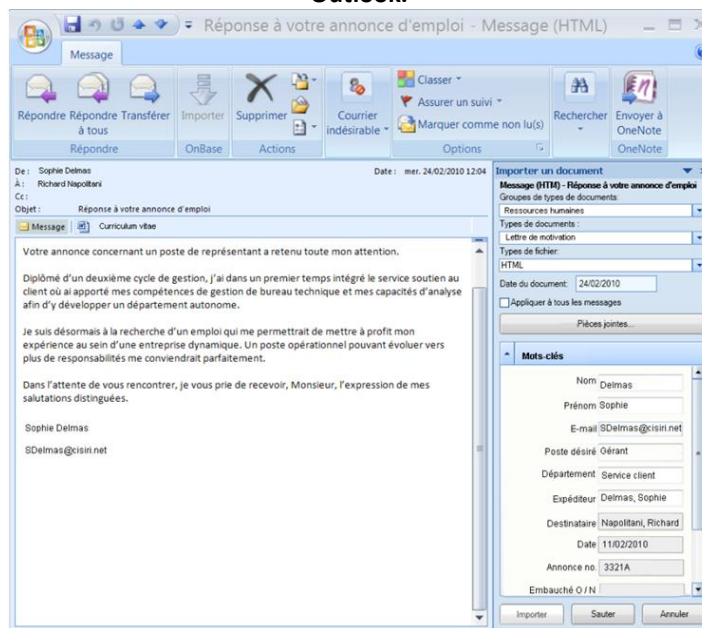 Outlook.
Réponse à votre annonce d'emploi - Message (HTML)
Message
Répondre
Répondre à tous
Transférer
Répondre
Importer
OnBase
Supprimer
Actions
Courrier indésirable
Classer
Assurer un suivi
Marquer comme non lu(s)
Options
Rechercher
Envoyer à OneNote
OneNote
De : Sophie Delmas
Date : mer. 24/02/2010 12:04
À : Richard Napolitani
Cc :
Objet : Réponse à votre annonce d'emploi
Message
Curriculum vitae
Votre annonce concernant un poste de représentant a retenu toute mon attention.
Diplômé d'un deuxième cycle de gestion, j'ai dans un premier temps intégré le service soutien au
client où ai apporté mes compétences de gestion de bureau technique et mes capacités d'analyse
afin d'y développer un département autonome.
Je suis désormais à la recherche d'un emploi qui me permettrait de mettre à profit mon
expérience au sein d'une entreprise dynamique. Un poste opérationnel pouvant évoluer vers
plus de responsabilités me conviendrait parfaitement.
Dans l'attente de vous rencontrer, je vous prie de recevoir, Monsieur, l'expression de mes
salutations distinguées.
Sophie Delmas
SDelmas@cisiri.net
Importer un document
Message (HTM) - Réponse à votre annonce d'emploi
Groupes de types de documents:
Ressources humaines
Types de documents :
Lettre de motivation
Types de fichier:
HTML
Date du document: 24/02/2010
Appliquer à tous les messages
Pièces jointes...
Mots-clés
Nom Delmas
Prénom Sophie
E-mail SDelmas@cisiri.net
Poste désiré Gérant
Département Service client
Expéditeur Delmas, Sophie
Destinataire Napolitani, Richard
Date 11/02/2010
Annonce no. 3321A
Embauché O / N
Importer
Sauter
Annuler